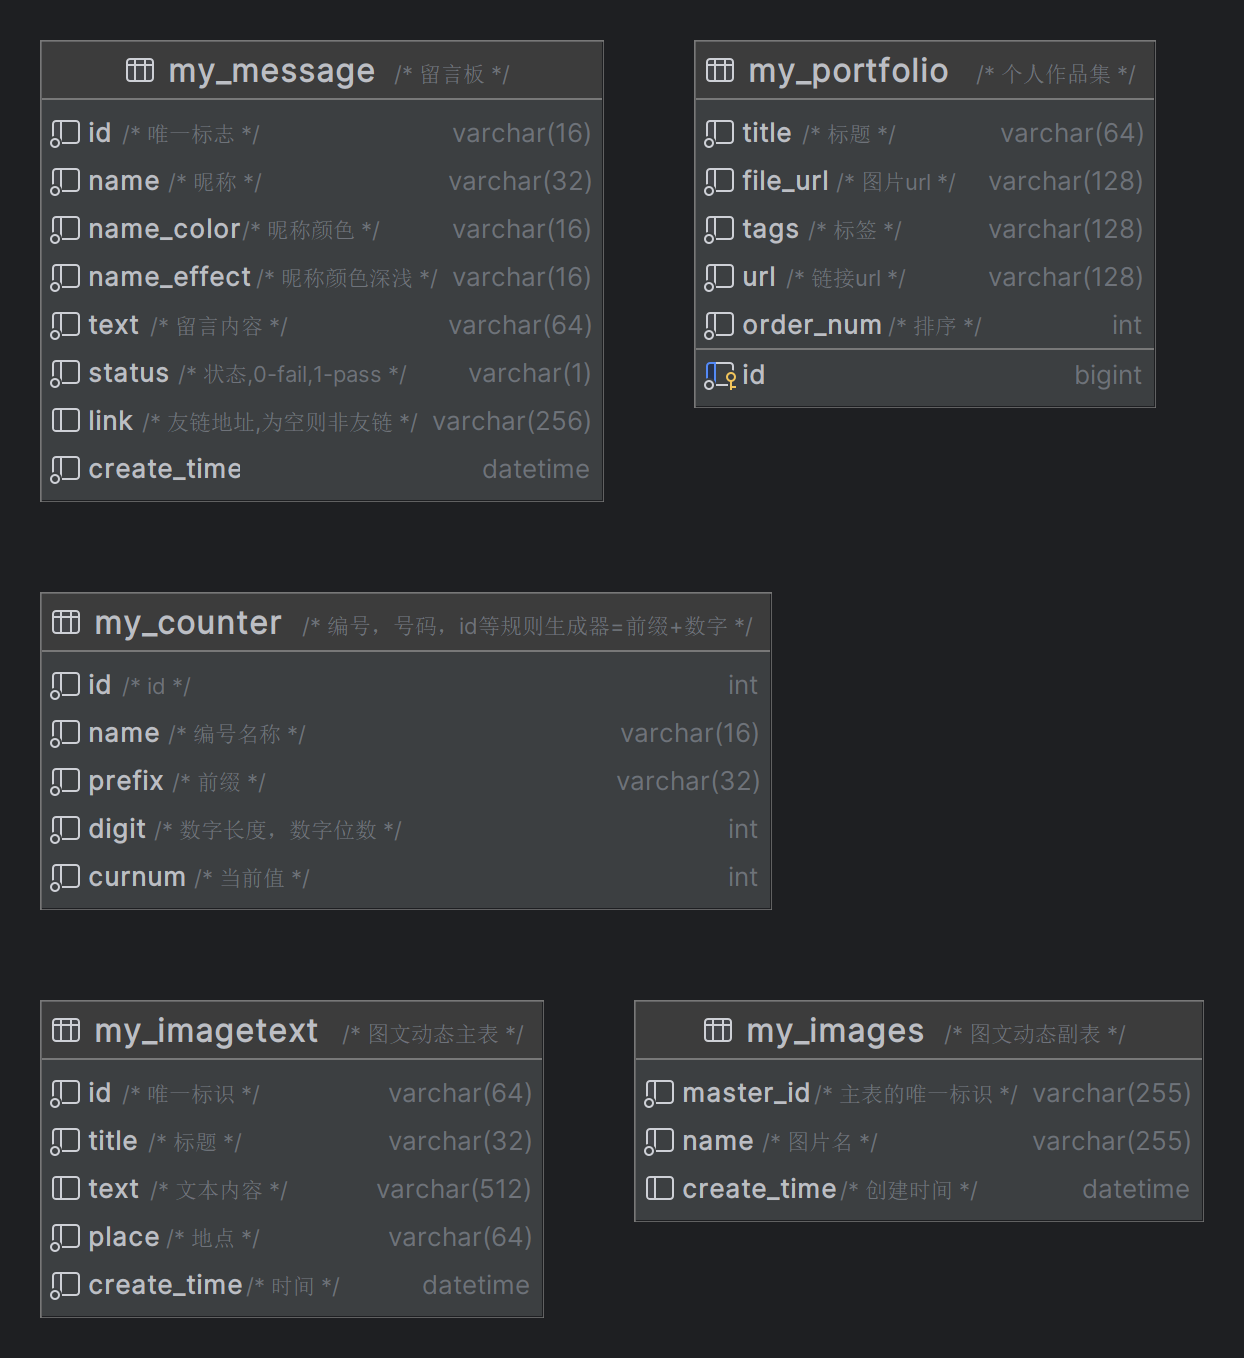 my_message /* 留言板 */
id /* 唯一标志 */ varchar(16)
name /* 昵称 */ varchar(32)
name_color /* 昵称颜色 */ varchar(16)
name_effect /* 昵称颜色深浅 */ varchar(16)
text /* 留言内容 */ varchar(64)
status /* 状态,0-fail,1-pass */ varchar(1)
link /* 友链地址,为空则非友链 */ varchar(256)
create_time datetime
my_portfolio /* 个人作品集 */
title /* 标题 */ varchar(64)
file_url /* 图片url */ varchar(128)
tags /* 标签 */ varchar(128)
url /* 链接url */ varchar(128)
order_num /* 排序 */ int
id bigint
my_counter /* 编号，号码，id等规则生成器=前缀+数字 */
id /* id */ int
name /* 编号名称 */ varchar(16)
prefix /* 前缀 */ varchar(32)
digit /* 数字长度，数字位数 */ int
curnum /* 当前值 */ int
my_imagetext /* 图文动态主表 */
id /* 唯一标识 */ varchar(64)
title /* 标题 */ varchar(32)
text /* 文本内容 */ varchar(512)
place /* 地点 */ varchar(64)
create_time /* 时间 */ datetime
my_images /* 图文动态副表 */
master_id /* 主表的唯一标识 */ varchar(255)
name /* 图片名 */ varchar(255)
create_time /* 创建时间 */ datetime